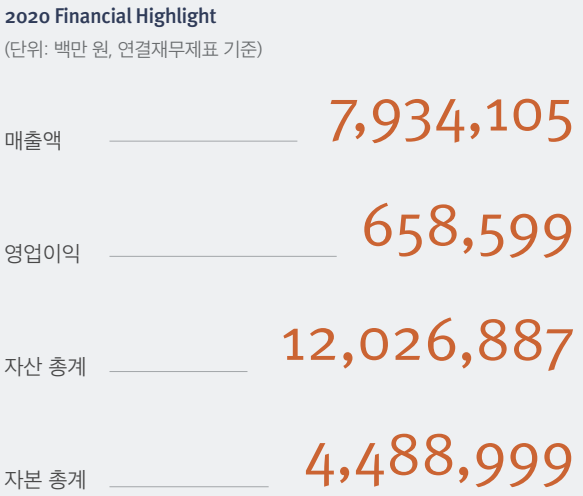 2020 Financial Highlight
(단위: 백만 원, 연결재무제표 기준)
매출액 7,934,105
영업이익 658,599
자산 총계 12,026,887
자본 총계 4,488,999